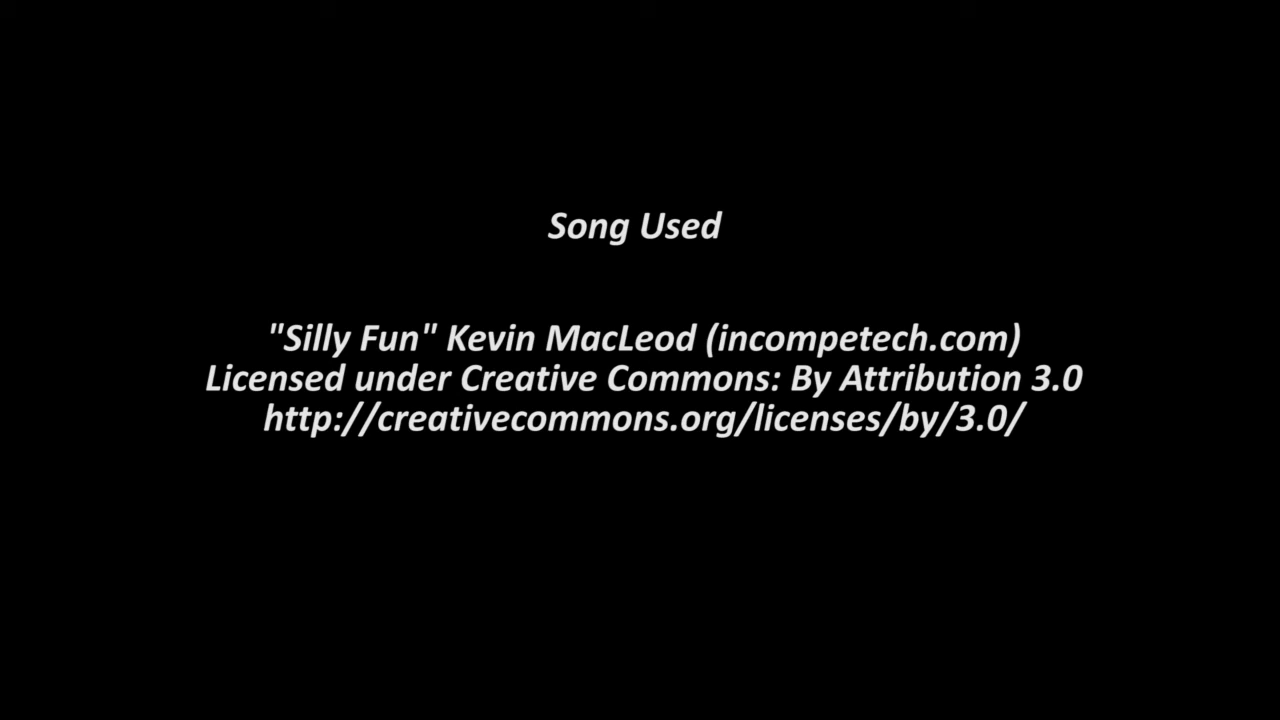 Song Used
"Silly Fun" Kevin MacLeod (incompetech.com)
Licensed under Creative Commons: By Attribution 3.0
http://creativecommons.org/licenses/by/3.0/